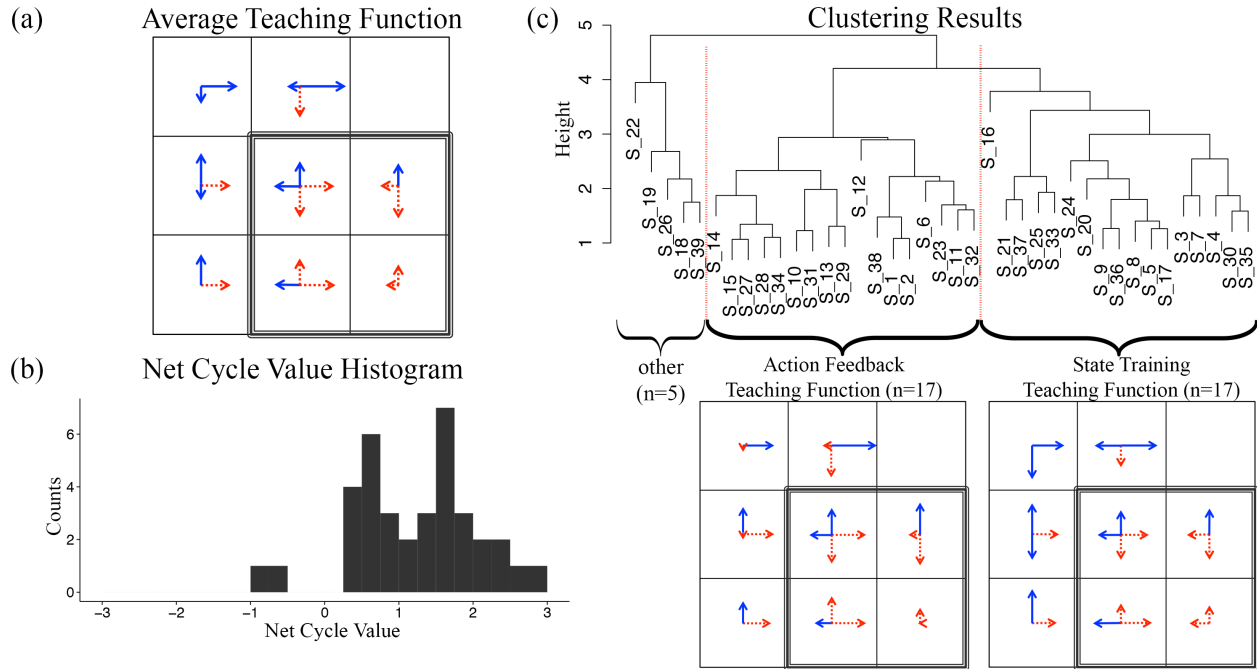 (a)
Average Teaching Function
(b)
Net Cycle Value Histogram
Counts
6
4
2
0
−3
−2
−1
0
1
2
3
Net Cycle Value
(c)
Clustering Results
Height
5
4
3
2
1
S_22
S_19
S_26
S_18
S_39
S_14
S_15
S_27
S_28
S_34
S_10
S_31
S_13
S_29
S_12
S_38
S_1
S_2
S_6
S_23
S_11
S_32
S_16
S_21
S_37
S_25
S_33
S_24
S_20
S_9
S_36
S_8
S_5
S_17
S_3
S_7
S_4
S_30
S_35
other
(n=5)
Action Feedback
Teaching Function (n=17)
State Training
Teaching Function (n=17)